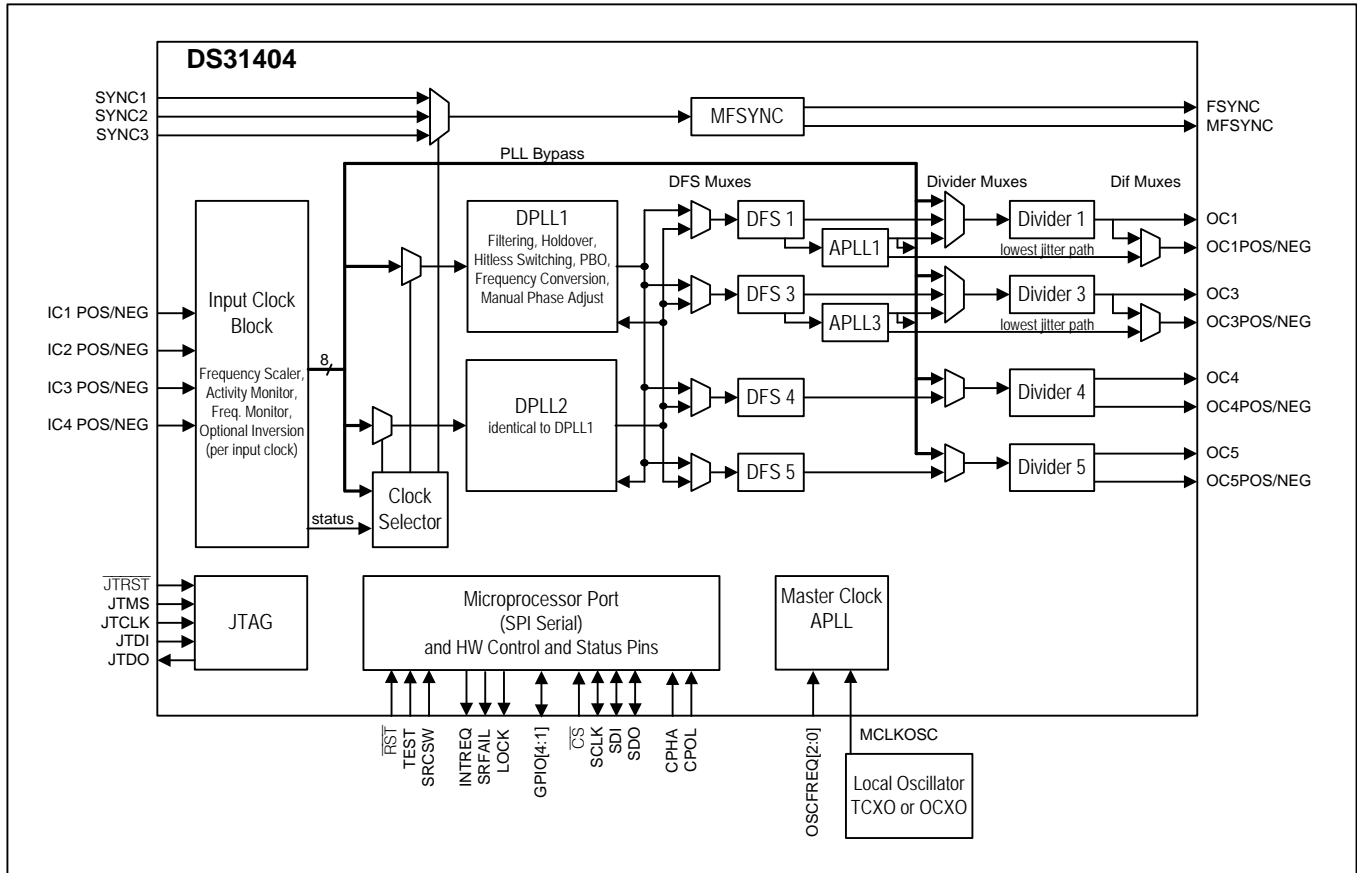 DS31404
SYNC1
SYNC2
SYNC3
MFSYNC
FSYNC
MFSYNC
PLL Bypass
DFS Muxes
Divider Muxes
Dif Muxes
IC1 POS/NEG
IC2 POS/NEG
IC3 POS/NEG
IC4 POS/NEG
Input Clock
Block
Frequency Scaler,
Activity Monitor,
Freq. Monitor,
Optional Inversion
(per input clock)
8
status
Clock
Selector
DPLL1
Filtering, Holdover,
Hitless Switching, PBO,
Frequency Conversion,
Manual Phase Adjust
DPLL2
identical to DPLL1
DFS 1
APLL1
lowest jitter path
Divider 1
OC1
OC1POS/NEG
DFS 3
APLL3
lowest jitter path
Divider 3
OC3
OC3POS/NEG
DFS 4
Divider 4
OC4
OC4POS/NEG
DFS 5
Divider 5
OC5
OC5POS/NEG
JTRST
JTMS
JTCLK
JTDI
JTDO
JTAG
Microprocessor Port
(SPI Serial)
and HW Control and Status Pins
RST
TEST
SRCSW
INTREQ
SRFAIL
LOCK
GPIO[4:1]
CS
SCLK
SDI
SDO
CPHA
CPOL
Master Clock
APLL
OSCFREQ[2:0]
MCLKOSC
Local Oscillator
TCXO or OCXO